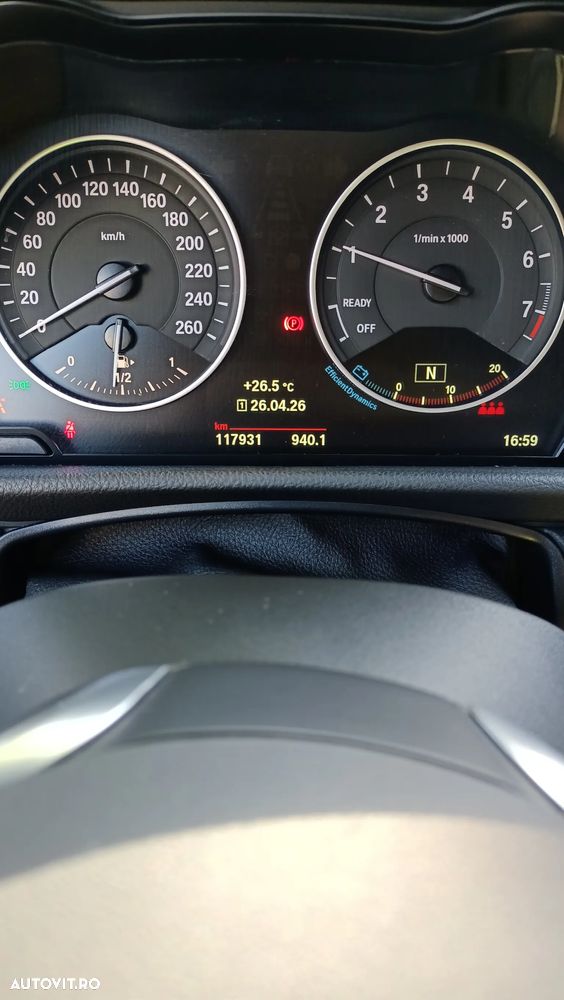 0 20 40 60 80 100 120 140 160 180 200 220 240 260
km/h
0 1/2 1
1 2 3 4 5 6 7
1/min x 1000
READY
OFF
EfficientDynamics
N
0 10 20
P
+26.5 °C
1 26.04.26
km
117931 940.1
16:59
AUTOVIT.RO